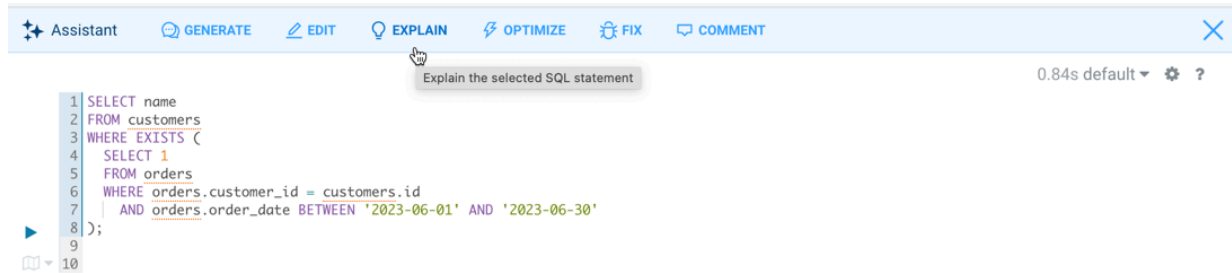 Assistant GENERATE EDIT EXPLAIN OPTIMIZE FIX COMMENT
Explain the selected SQL statement
0.84s default ?
1 SELECT name
2 FROM customers
3 WHERE EXISTS (
4 SELECT 1
5 FROM orders
6 WHERE orders.customer_id = customers.id
7 AND orders.order_date BETWEEN '2023-06-01' AND '2023-06-30'
8 );
9
10